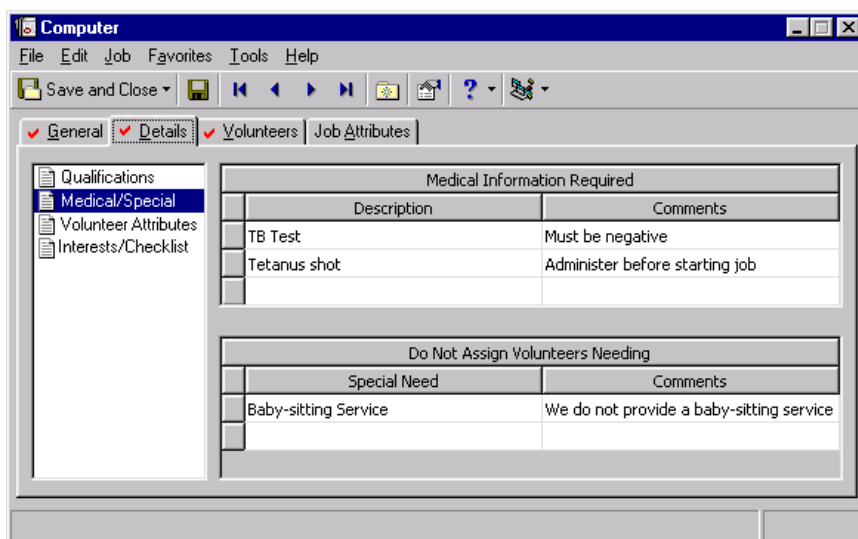 Computer
File Edit Job Favorites Tools Help
Save and Close ?
General Details Volunteers Job Attributes
Qualifications
Medical/Special
Volunteer Attributes
Interests/Checklist
Medical Information Required
Description Comments
TB Test Must be negative
Tetanus shot Administer before starting job
Do Not Assign Volunteers Needing
Special Need Comments
Baby-sitting Service We do not provide a baby-sitting service